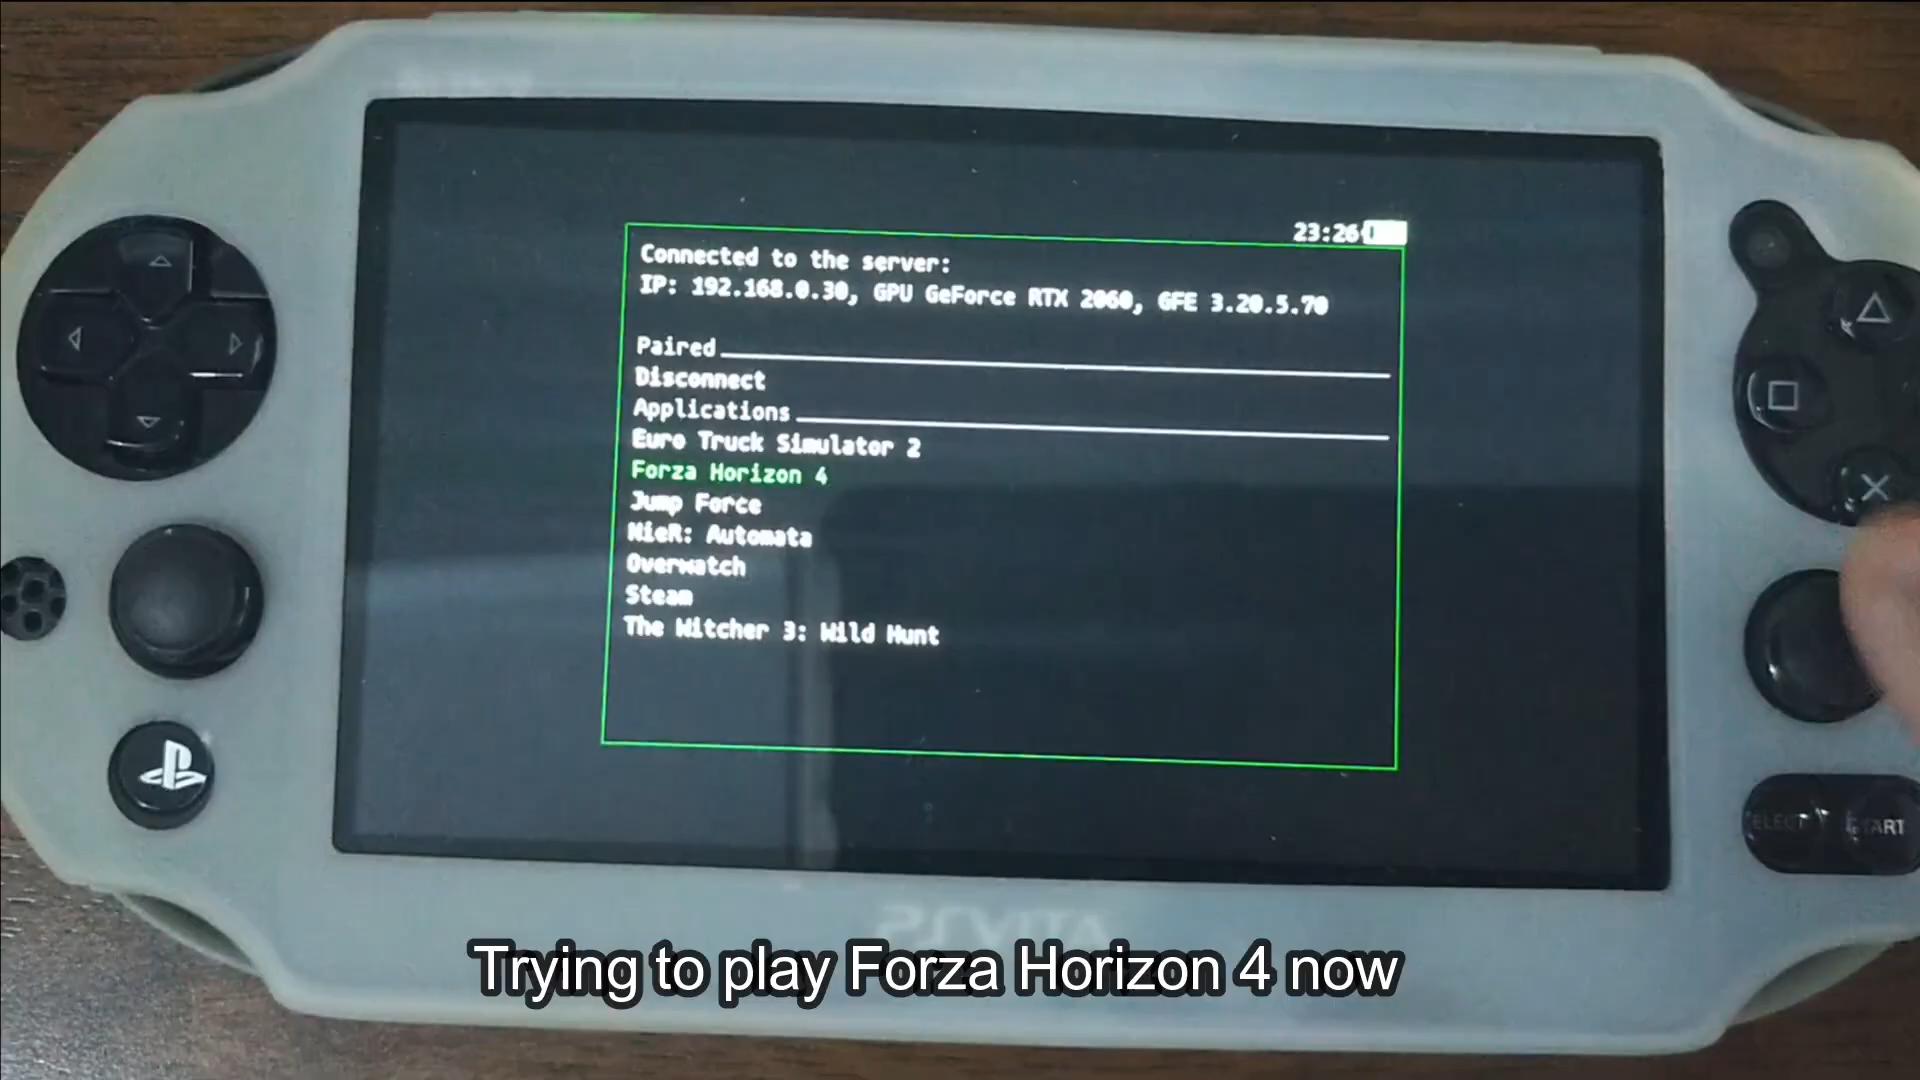 23:26
Connected to the server:
IP: 192.168.0.30, GPU GeForce RTX 2060, GFE 3.20.5.70
Paired
Disconnect
Applications
Euro Truck Simulator 2
Forza Horizon 4
Jump Force
NieR: Automata
Overwatch
Steam
The Witcher 3: Wild Hunt
SELECT
START
PSVITA
Trying to play Forza Horizon 4 now